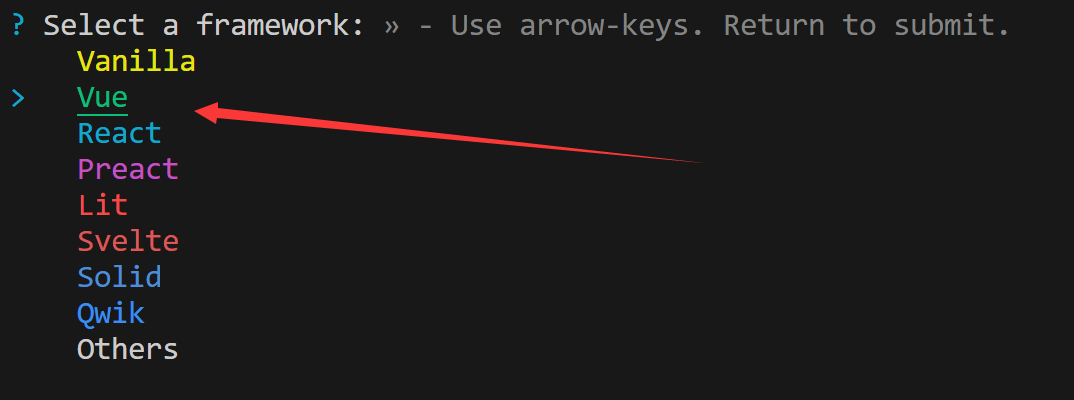 ? Select a framework: » - Use arrow-keys. Return to submit.
Vanilla
> Vue
React
Preact
Lit
Svelte
Solid
Qwik
Others